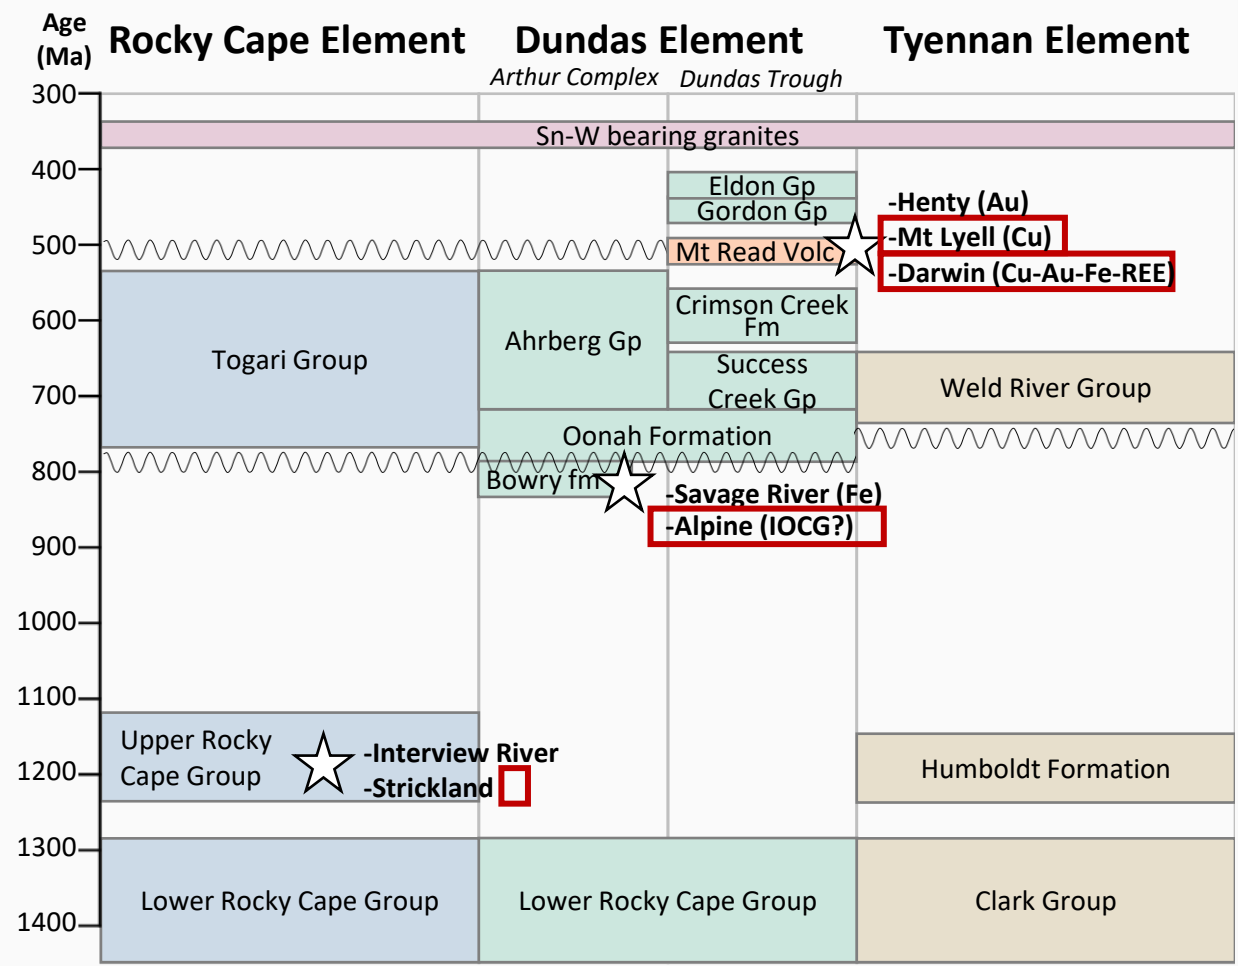 Age
(Ma)
Rocky Cape Element
Dundas Element
Tyennan Element
Arthur Complex
Dundas Trough
300
Sn-W bearing granites
400
Eldon Gp
Gordon Gp
-Henty (Au)
-Mt Lyell (Cu)
500
Mt Read Volc
-Darwin (Cu-Au-Fe-REE)
Crimson Creek
Fm
600
Ahrberg Gp
Togari Group
Success
Creek Gp
Weld River Group
700
Oonah Formation
800
Bowry fm
-Savage River (Fe)
-Alpine (IOCG?)
900
1000
1100
Upper Rocky
Cape Group
-Interview River
-Strickland
1200
Humboldt Formation
1300
Lower Rocky Cape Group
Lower Rocky Cape Group
Clark Group
1400